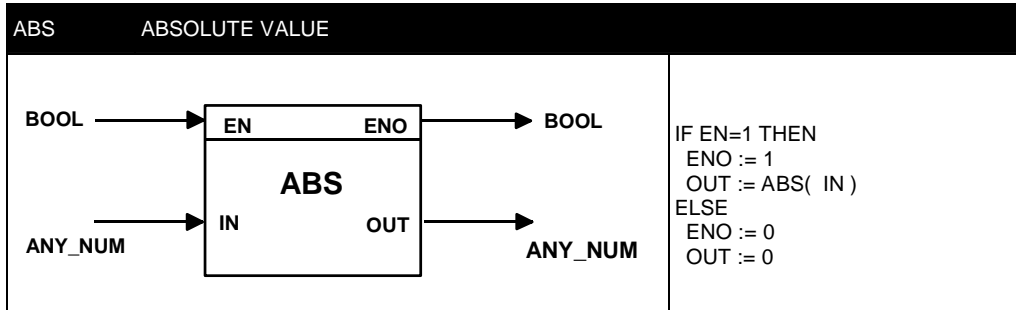 ABS ABSOLUTE VALUE
BOOL EN ENO BOOL
ABS
IN OUT
ANY_NUM ANY_NUM
IF EN=1 THEN
ENO := 1
OUT := ABS( IN )
ELSE
ENO := 0
OUT := 0